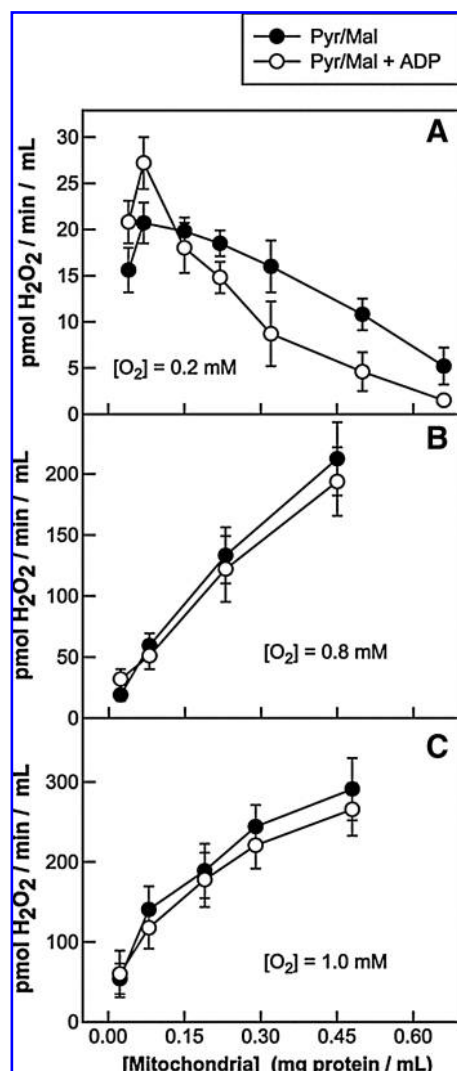 Pyr/Mal
Pyr/Mal + ADP
A
30
25
20
15
10
5
0
pmol H₂O₂ / min / mL
[O₂] = 0.2 mM
B
200
150
100
50
0
pmol H₂O₂ / min / mL
[O₂] = 0.8 mM
C
300
200
100
0
pmol H₂O₂ / min / mL
[O₂] = 1.0 mM
0.00 0.15 0.30 0.45 0.60
[Mitochondria] (mg protein / mL)